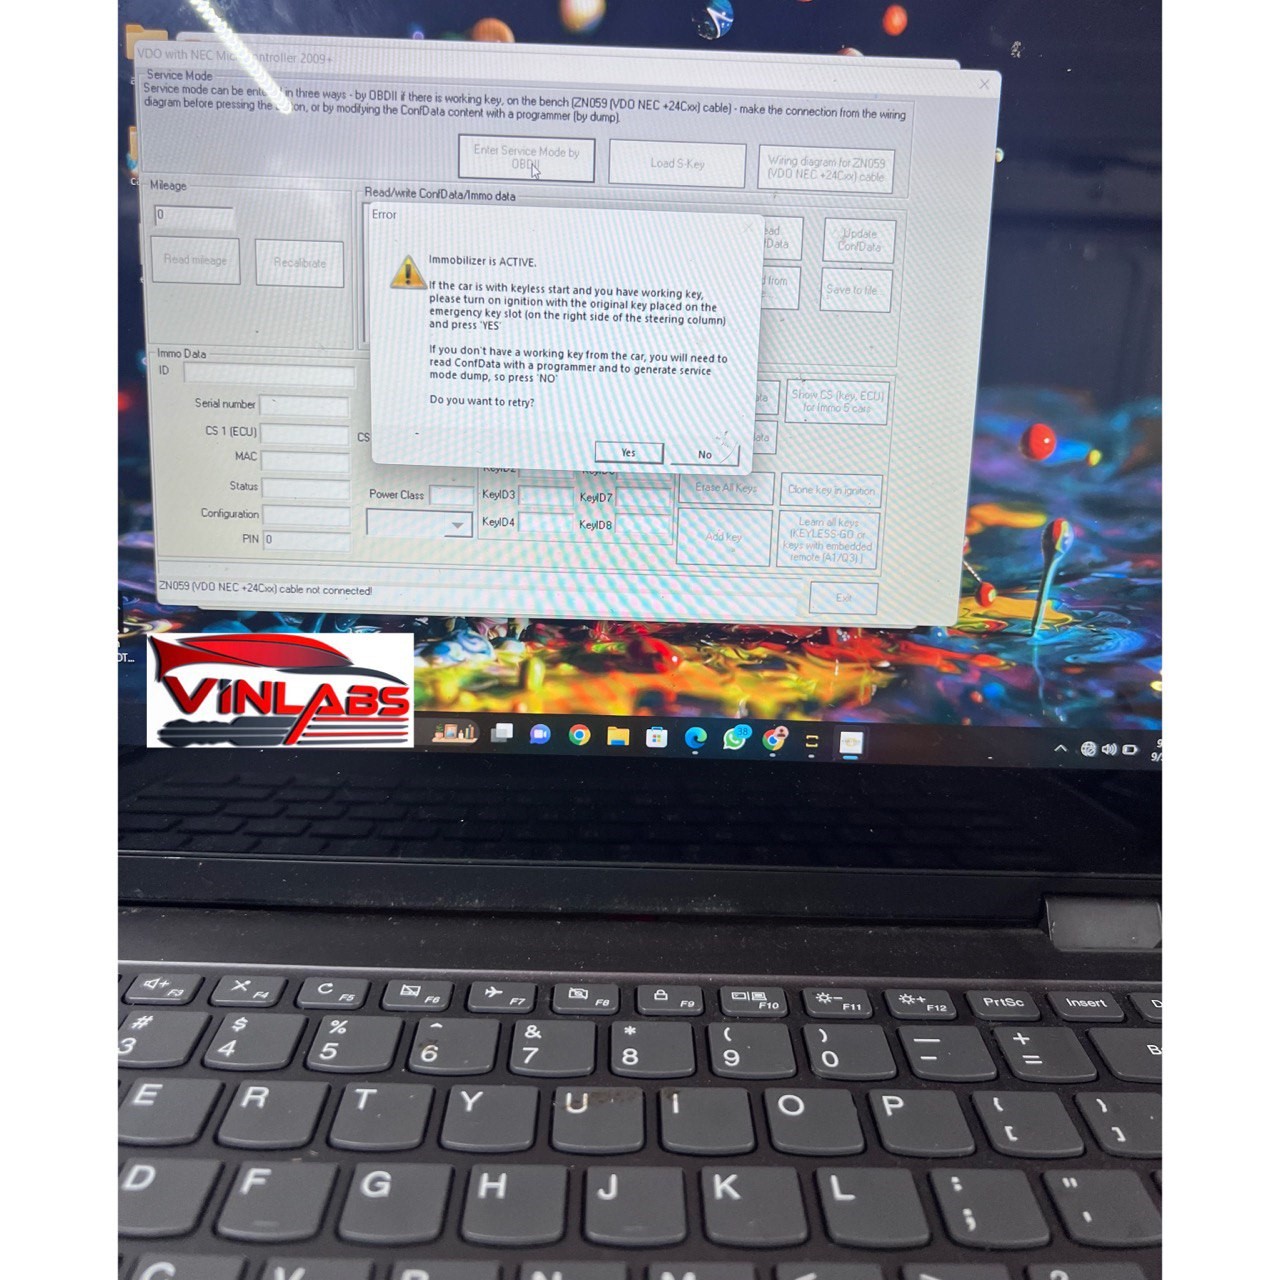 VDO with NEC
ntroller 2009+
Service Mode
Service mode can be
in three ways - by OBDII if there is working key, on the bench (ZN059 (VDO NEC +24Cxx) cable) - make the connection from the wiring
diagram before pressing the
on, or by modifying the ConfData content with a programmer (by dump).
Enter Service Mode by
OBDII
Load S-Key
Wiring diagram for ZN059
(VDO NEC +24Cxx) cable
Mileage
0
Read mileage
Recalibrate
Read/write ConfData/Immo data
Update
ConfData
Save to file...
Error
Immobilizer is ACTIVE.
If the car is with keyless start and you have working key,
please turn on ignition with the original key placed on the
emergency key slot (on the right side of the steering column)
and press 'YES'
If you don't have a working key from the car, you will need to
read ConfData with a programmer and to generate service
mode dump, so press 'NO'
Do you want to retry?
Yes
No
Immo Data
ID
Serial number
CS 1 (ECU)
CS
MAC
Status
Configuration
PIN
0
Power Class
KeyID3
KeyID7
KeyID4
KeyID8
Show CS (key, ECU)
for Immo 5 cars
Erase All Keys
Clone key in ignition
Add key
Learn all keys
(KEYLESS-GO or
keys with embedded
remote (A1/Q3) )
ZN059 (VDO NEC +24Cxx) cable not connected!
Exit
OT...
VINLABS
38
F3
F4
F5
F6
F7
F8
F9
F10
F11
F12
PrtSc
Insert
D
# 3
$ 4
% 5
^ 6
& 7
* 8
( 9
) 0
— -
+ =
E R T Y U I O P { [ } ]
D F G H J K L : ; " '